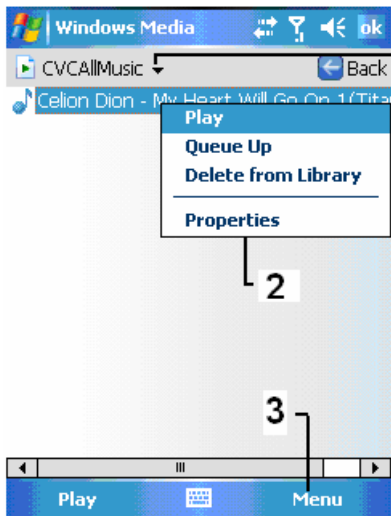 Windows Media ok
CVCAllMusic Back
Celion Dion - My Heart Will Go On 1(Tita
Play
Queue Up
Delete from Library
Properties
2
3
Play Menu